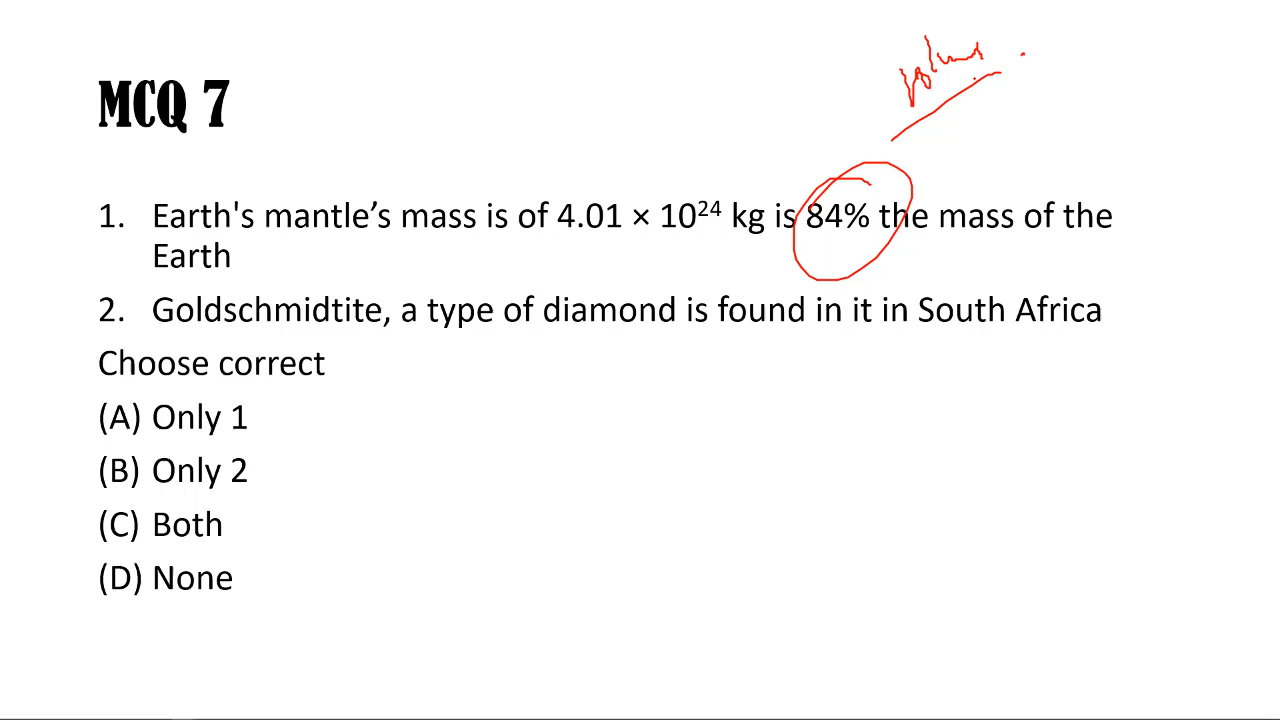 MCQ 7
1. Earth's mantle’s mass is of 4.01 × 10²⁴ kg is 84% the mass of the
Earth
2. Goldschmidtite, a type of diamond is found in it in South Africa
Choose correct
(A) Only 1
(B) Only 2
(C) Both
(D) None